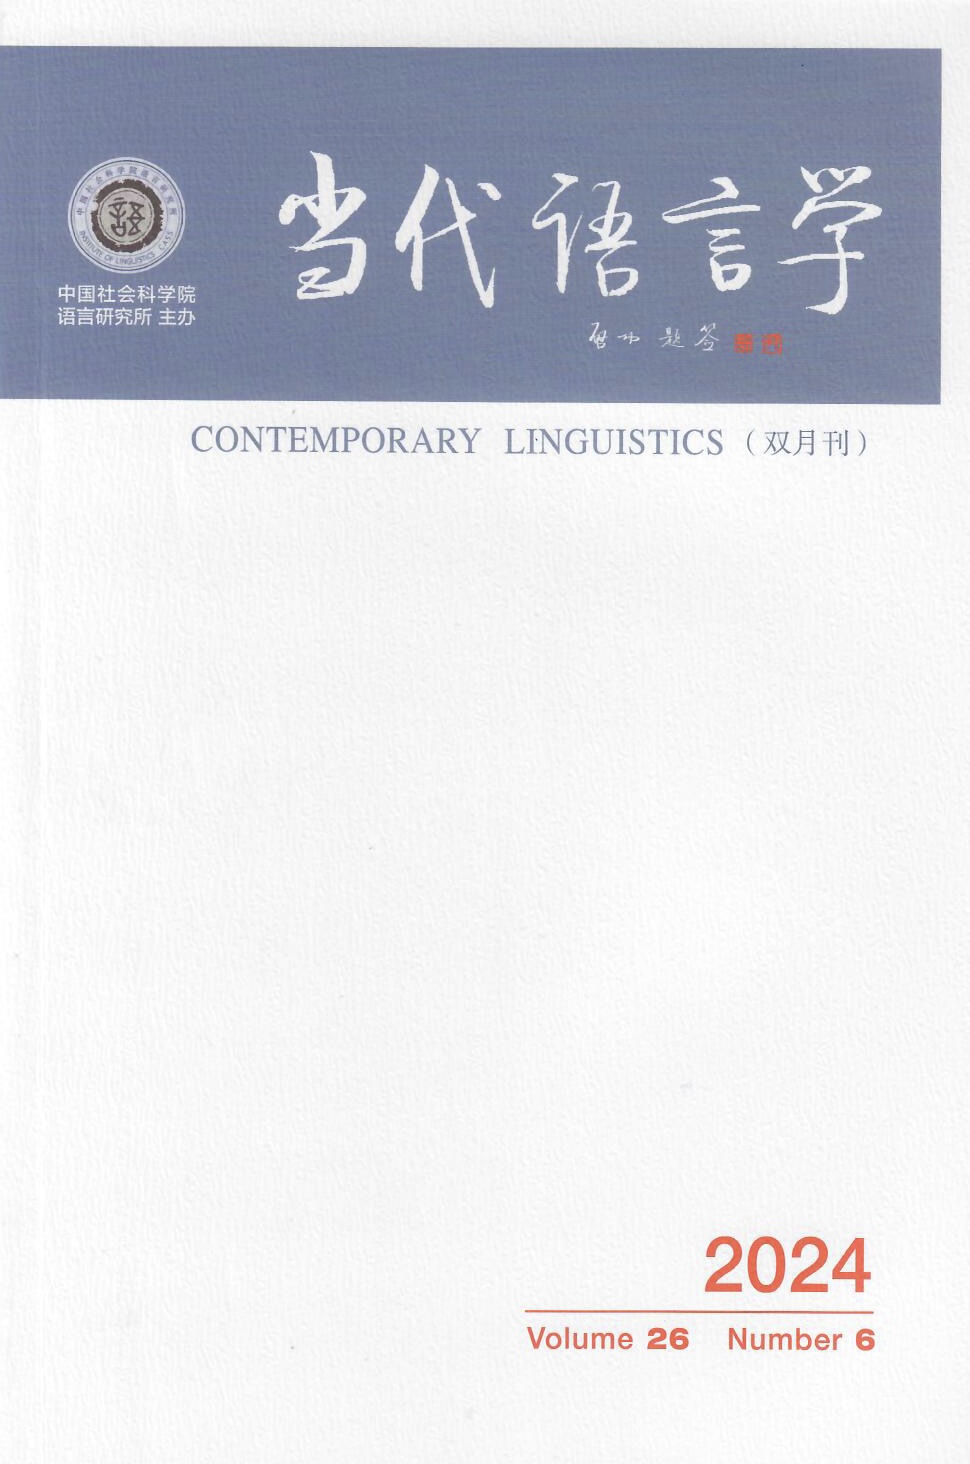 当代语言学
中国社会科学院语言研究所
INSTITUTE OF LINGUISTICS CASS
中国社会科学院
语言研究所 主办
启功题签
CONTEMPORARY LINGUISTICS（双月刊）
2024
Volume 26 Number 6